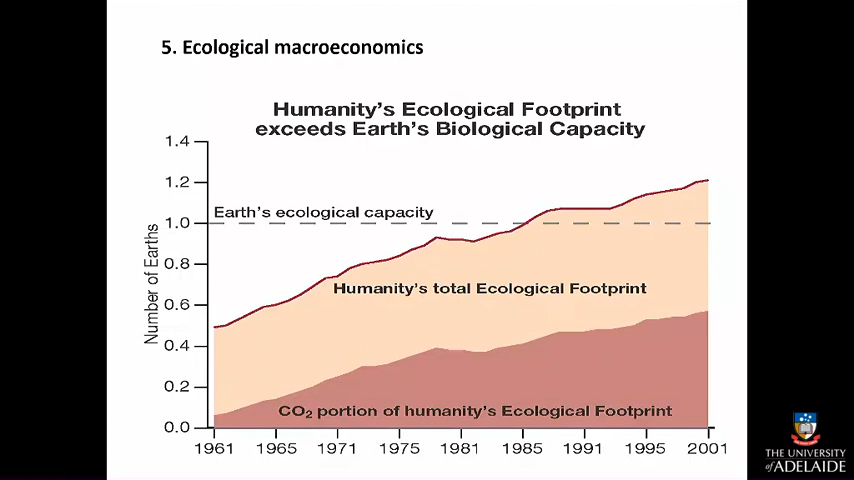 5. Ecological macroeconomics
Humanity's Ecological Footprint
exceeds Earth's Biological Capacity
Number of Earths
1.4
1.2
1.0
0.8
0.6
0.4
0.2
0.0
Earth's ecological capacity
Humanity's total Ecological Footprint
CO₂ portion of humanity's Ecological Footprint
1961 1965 1971 1975 1981 1985 1991 1995 2001
THE UNIVERSITY
of ADELAIDE